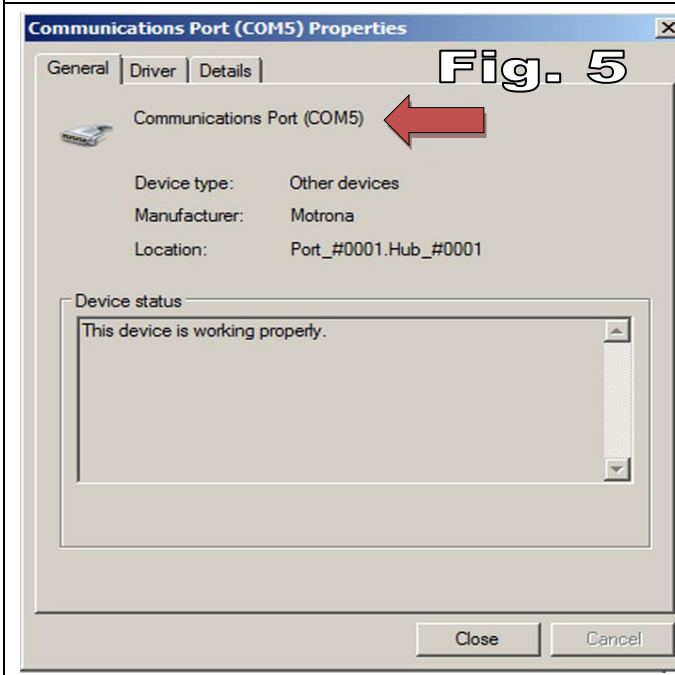 Communications Port (COM5) Properties
General Driver Details
Fig. 5
Communications Port (COM5)
Device type: Other devices
Manufacturer: Motrona
Location: Port_#0001.Hub_#0001
Device status
This device is working properly.
Close Cancel